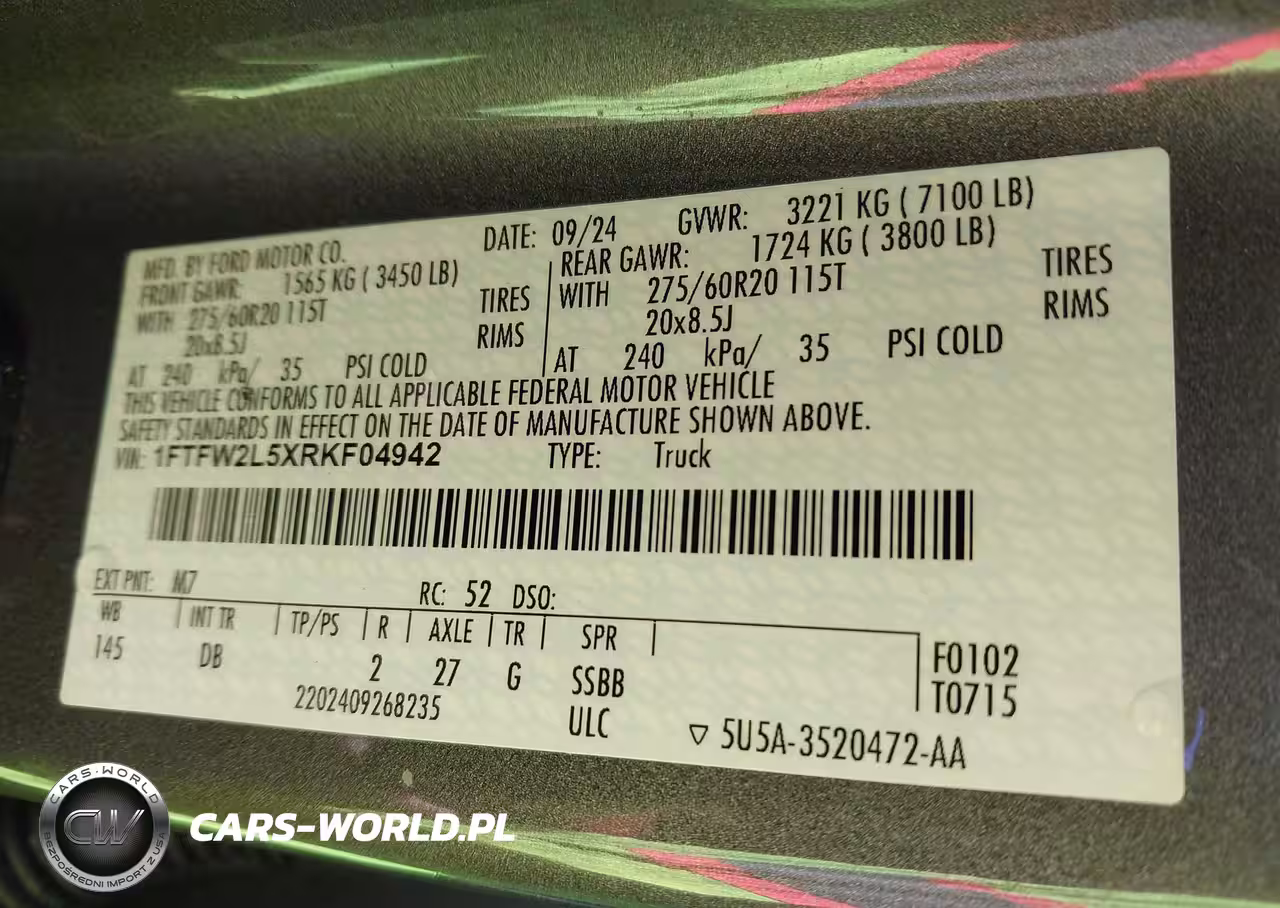 MFD. BY FORD MOTOR CO. DATE: 09/24 GVWR: 3221 KG ( 7100 LB)
FRONT GAWR: 1565 KG ( 3450 LB) REAR GAWR: 1724 KG ( 3800 LB)
WITH 275/60R20 115T TIRES WITH 275/60R20 115T TIRES
20x8.5J RIMS 20x8.5J RIMS
AT 240 kPa/ 35 PSI COLD AT 240 kPa/ 35 PSI COLD
THIS VEHICLE CONFORMS TO ALL APPLICABLE FEDERAL MOTOR VEHICLE
SAFETY STANDARDS IN EFFECT ON THE DATE OF MANUFACTURE SHOWN ABOVE.
VIN: 1FTFW2L5XRKF04942 TYPE: Truck
EXT PNT: M7 RC: 52 DSO:
WB INT TR TP/PS R AXLE TR SPR
145 DB 2 27 G SSBB
F0102
T0715
2202409268235 ULC ▽ 5U5A-3520472-AA
CARS-WORLD
CW
BEZPOŚREDNI IMPORT Z USA
CARS-WORLD.PL